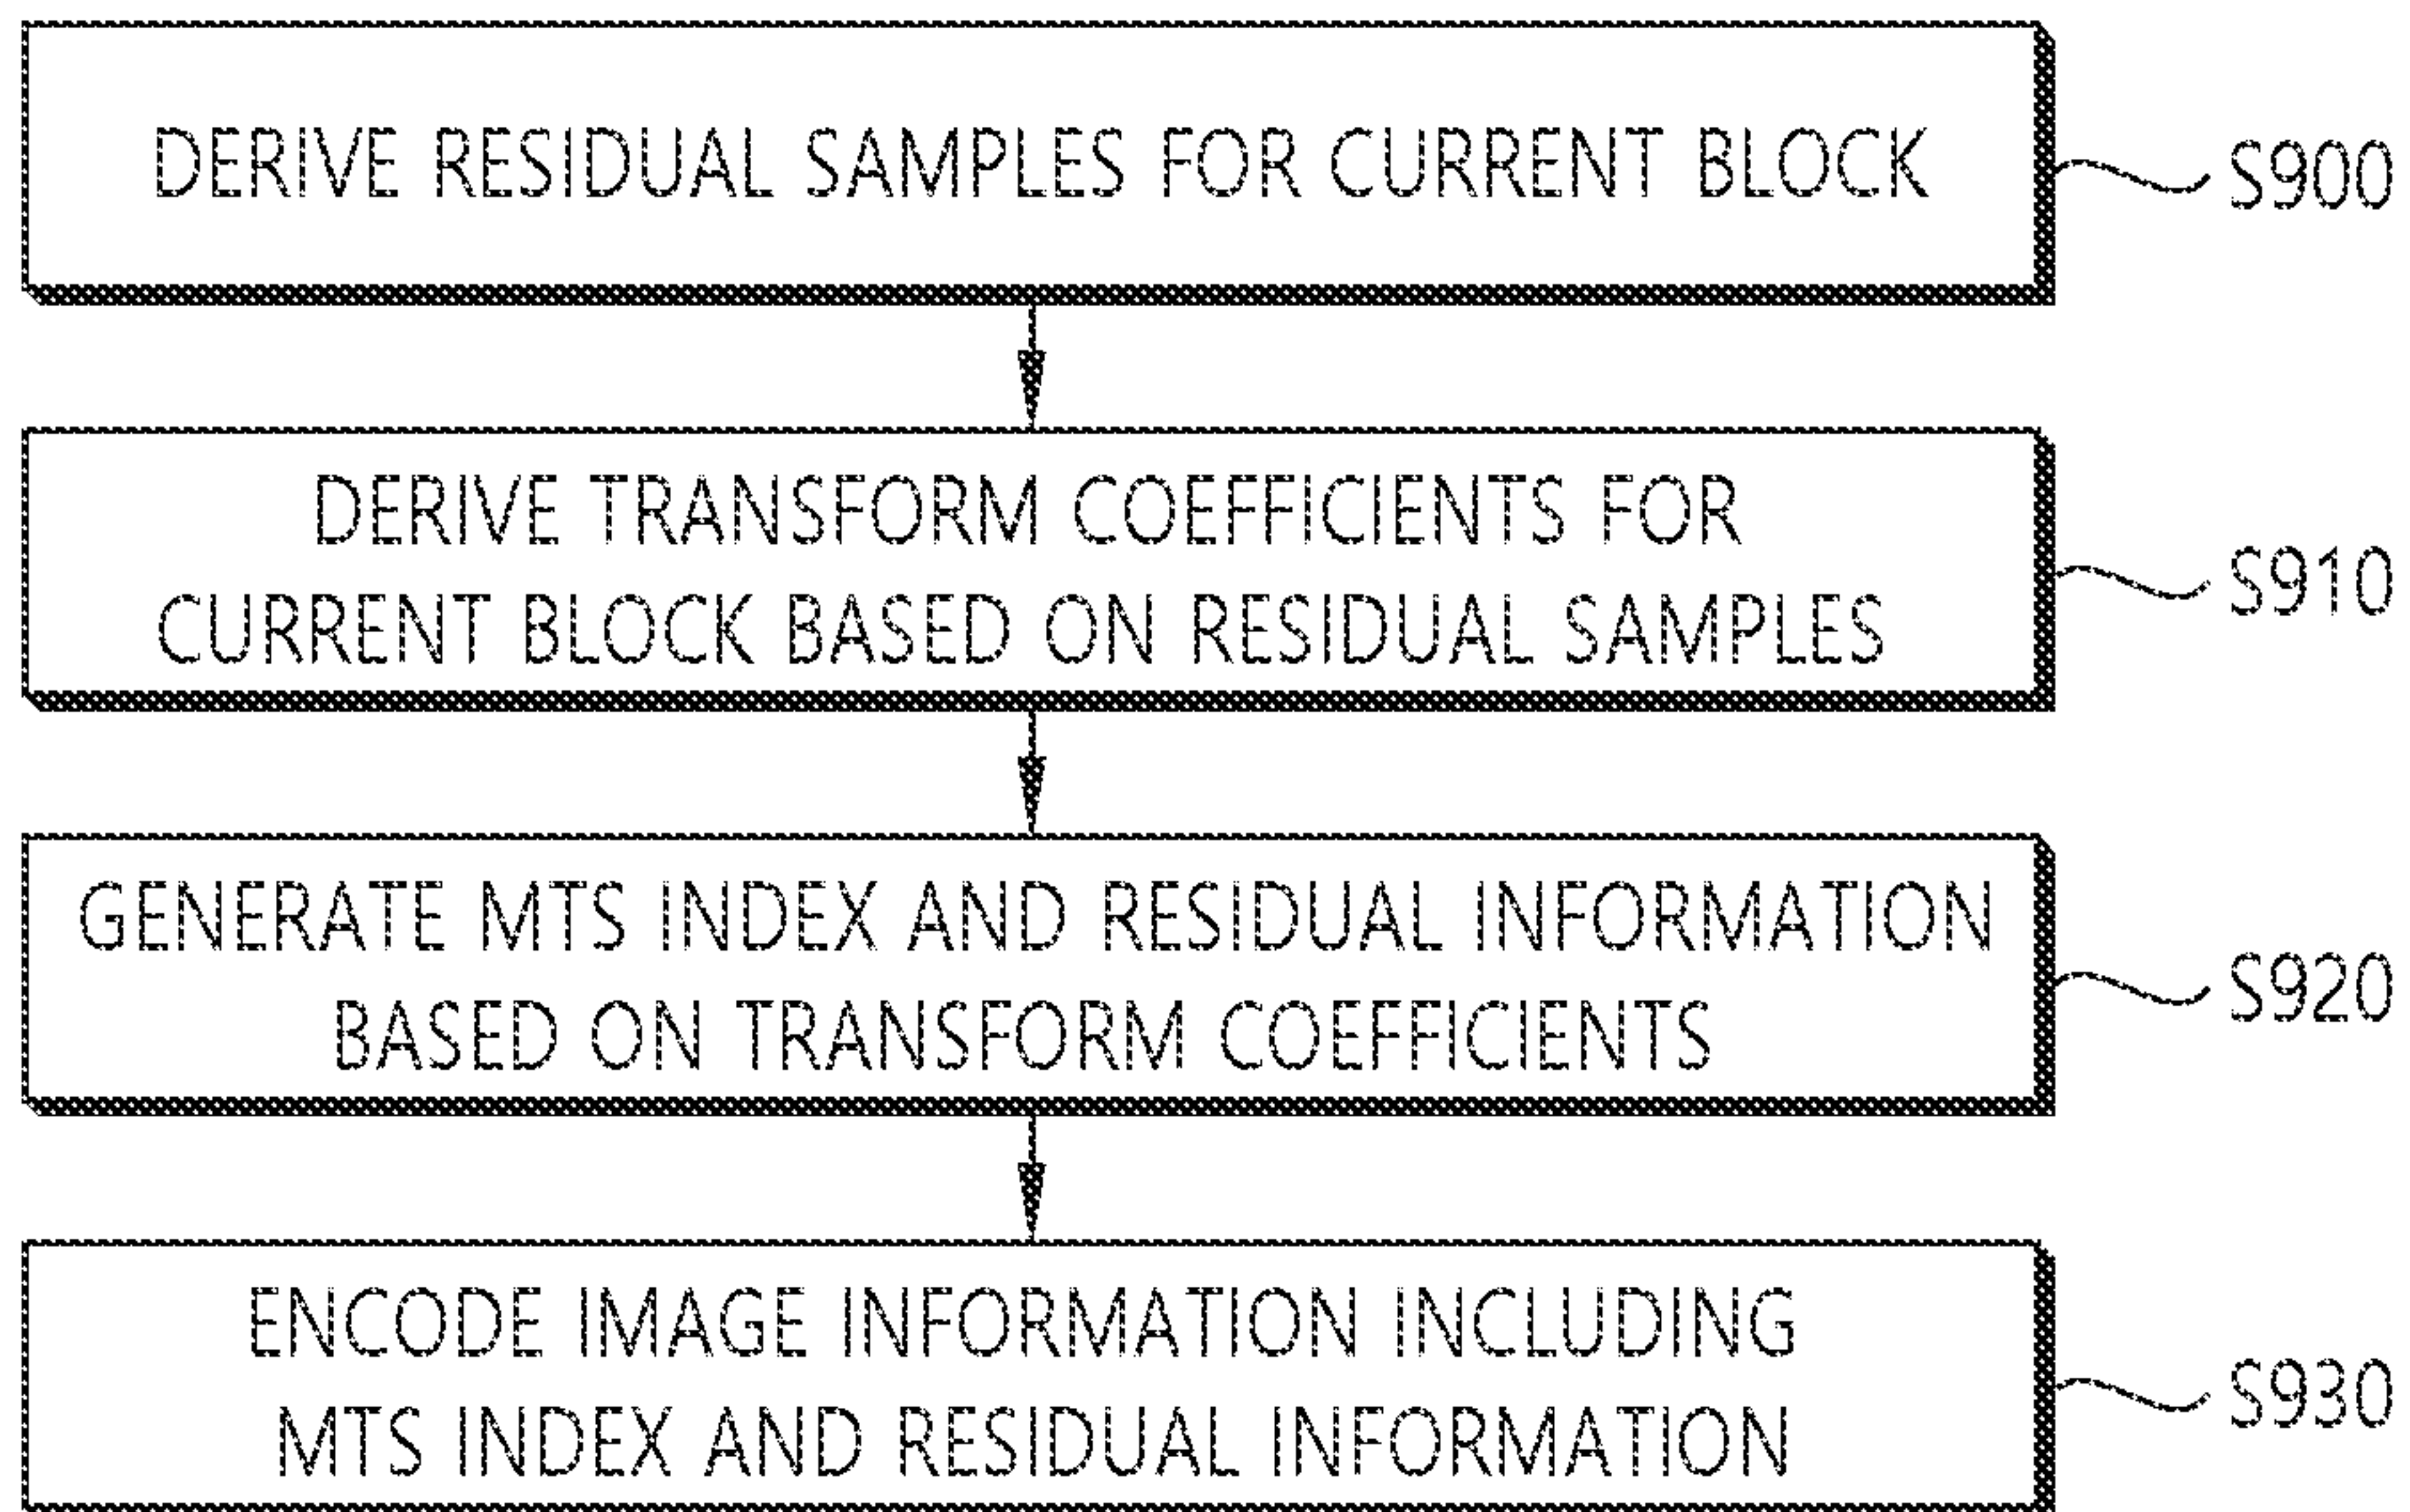 DERIVE RESIDUAL SAMPLES FOR CURRENT BLOCK
S900
DERIVE TRANSFORM COEFFICIENTS FOR
CURRENT BLOCK BASED ON RESIDUAL SAMPLES
S910
GENERATE MTS INDEX AND RESIDUAL INFORMATION
BASED ON TRANSFORM COEFFICIENTS
S920
ENCODE IMAGE INFORMATION INCLUDING
MTS INDEX AND RESIDUAL INFORMATION
S930